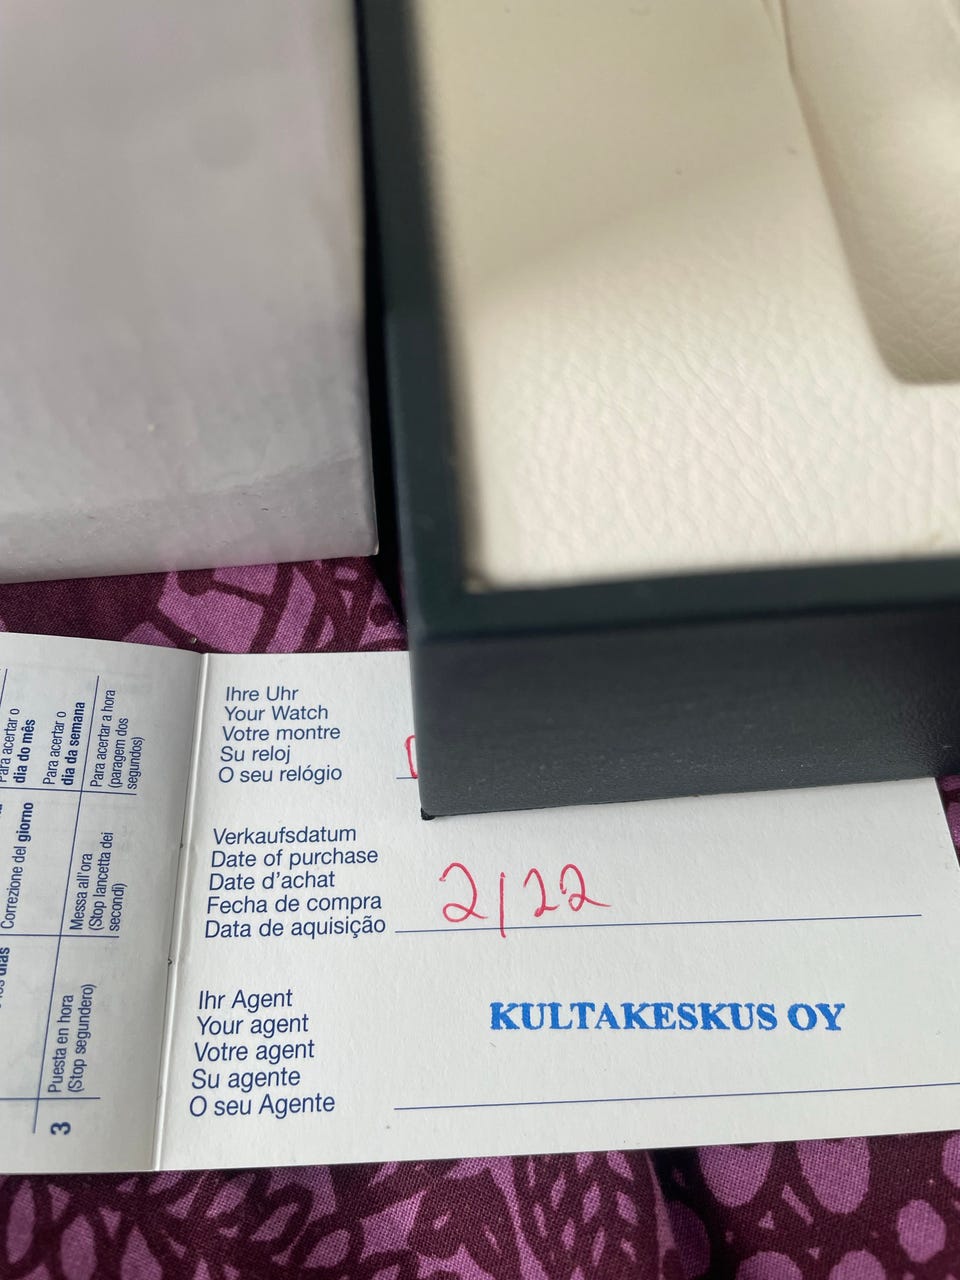 Para acertar o
dia do mês
Para acertar o
dia da semana
Para acertar a hora
(paragem dos
segundos)
Correzione del giorno
Messa all'ora
(Stop lancetta dei
secondi)
dias
Puesta en hora
(Stop segundero)
3
Ihre Uhr
Your Watch
Votre montre
Su reloj
O seu relógio
Verkaufsdatum
Date of purchase
Date d'achat
Fecha de compra
Data de aquisição
2/22
Ihr Agent
Your agent
Votre agent
Su agente
O seu Agente
KULTAKESKUS OY